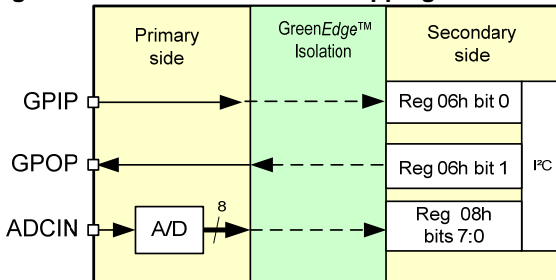 Primary
side
GreenEdge™
Isolation
Secondary
side
GPIP
Reg 06h bit 0
GPOP
Reg 06h bit 1
I²C
ADCIN
A/D
8
Reg 08h
bits 7:0